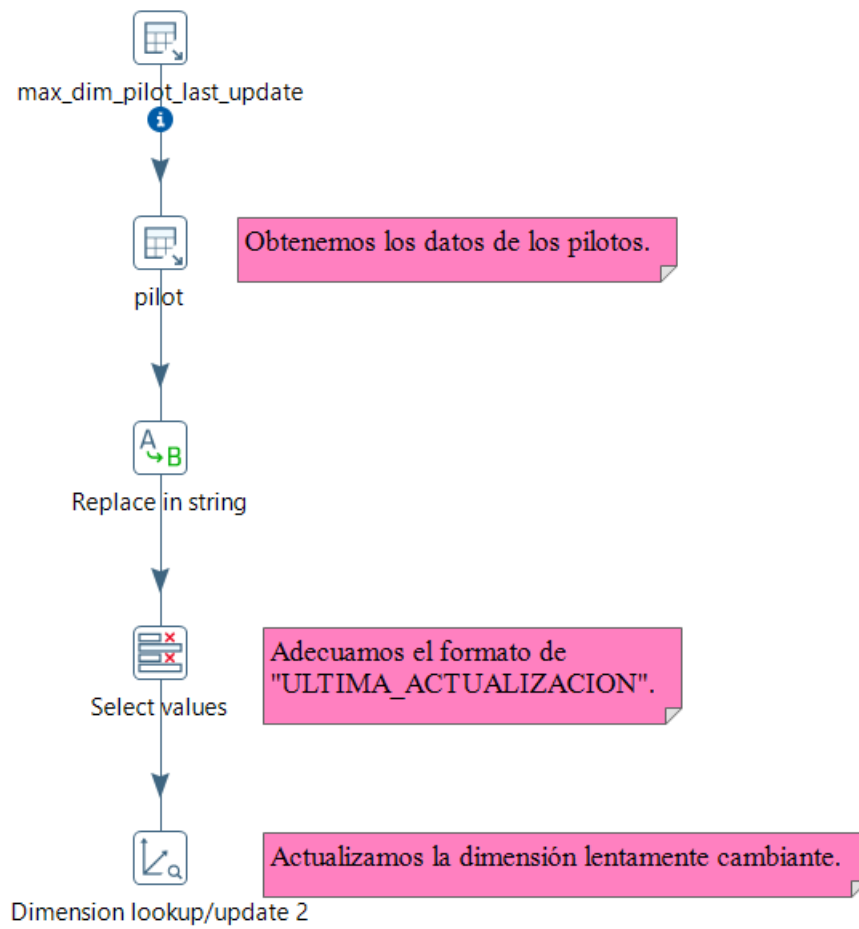 max_dim_pilot_last_update
pilot
Obtenemos los datos de los pilotos.
A
B
Replace in string
Select values
Adecuamos el formato de
"ULTIMA_ACTUALIZACION".
Dimension lookup/update 2
Actualizamos la dimensión lentamente cambiante.